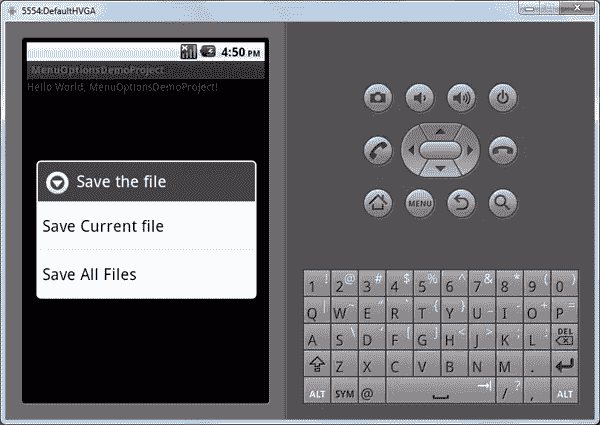 5554:DefaultHVGA
4:50 PM
MenuOptionsDemoProject
Hello World, MenuOptionsDemoProject!
Save the file
Save Current file
Save All Files
MENU
1 ! 2 @ 3 # 4 $ 5 % 6 ^ 7 & 8 * 9 ( 0 )
Q | W ~ E " R ` T { Y } U _ I - O + P =
A S \ D ' F [ G ] H < J > K ; L : DEL
Z X C V B N M .
ALT SYM @ / ? , ALT